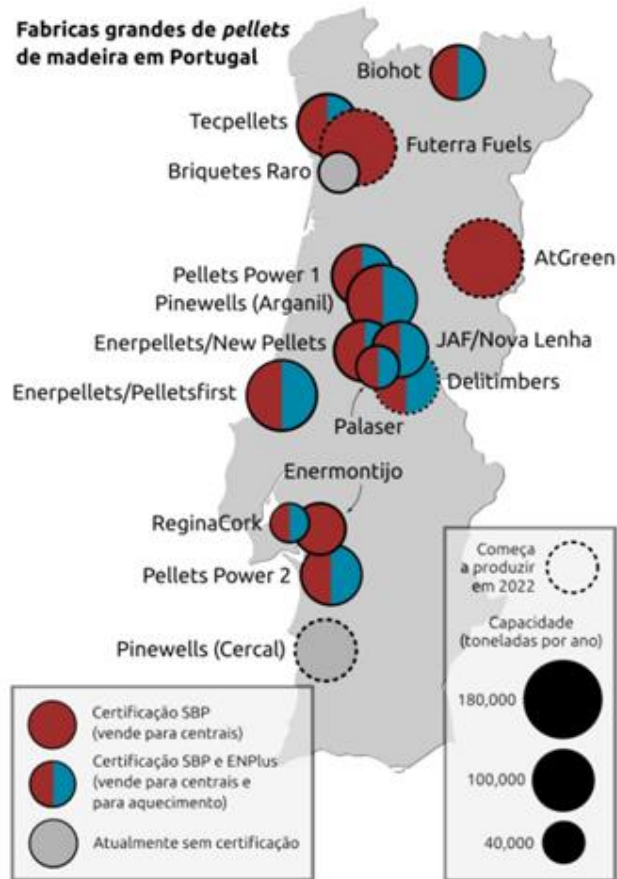 Fabricas grandes de pellets
de madeira em Portugal
Biohot
Tecpellets
Futerra Fuels
Briquetes Raro
AtGreen
Pellets Power 1
Pinewells (Arganil)
Enerpellets/New Pellets
JAF/Nova Lenha
Enerpellets/Pelletsfirst
Delitimbers
Palaser
Enermontijo
ReginaCork
Pellets Power 2
Pinewells (Cercal)
Começa
a produzir
em 2022
Capacidade
(toneladas por ano)
180,000
100,000
40,000
Certificação SBP
(vende para centrais)
Certificação SBP e ENPlus
(vende para centrais e
para aquecimento)
Atualmente sem certificação